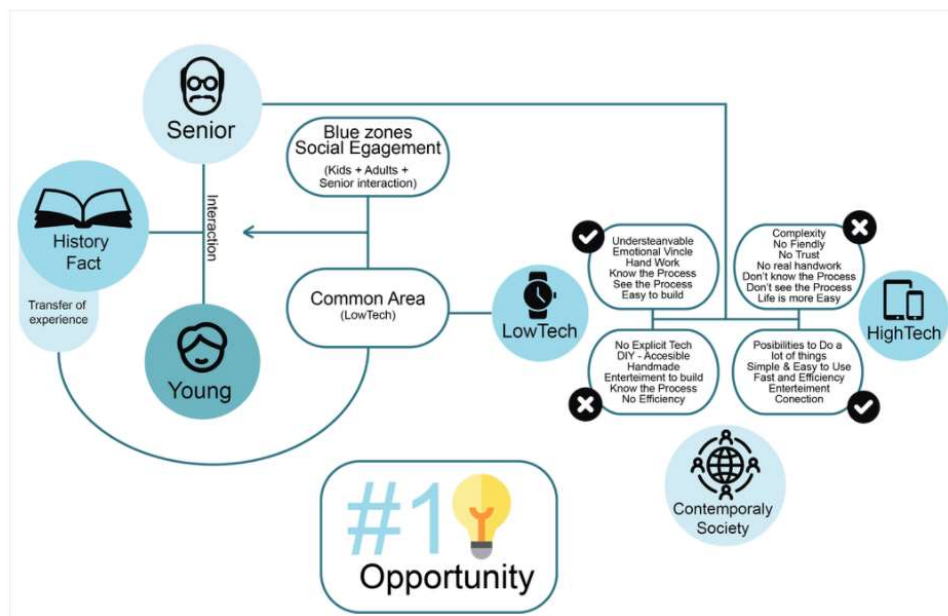 Senior
Blue zones
Social Egagement
(Kids + Adults +
Senior interaction)
Interaction
History
Fact
Transfer of
experience
Young
Common Area
(LowTech)
LowTech
Understeanvable
Emotional Vincle
Hand Work
Know the Process
See the Process
Easy to build
Complexity
No Fiendly
No Trust
No real handwork
Don't know the Process
Don't see the Process
Life is more Easy
HighTech
No Explicit Tech
DIY - Accesible
Handmade
Enterteiment to build
Know the Process
No Efficiency
Posibilities to Do a
lot of things
Simple & Easy to Use
Fast and Efficiency
Enterteiment
Conection
Contemporaly
Society
#1
Opportunity